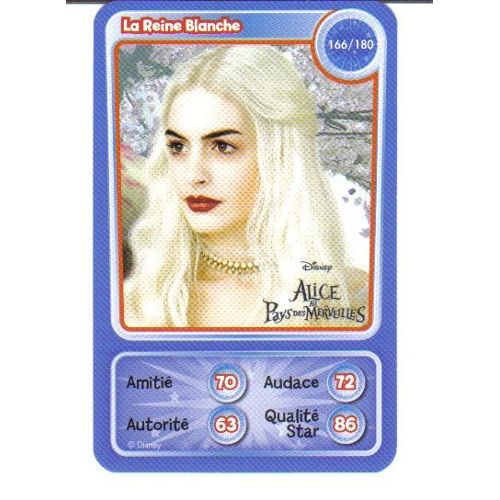 La Reine Blanche
166/180
Disney
ALICE
AU
PAYS DES MERVEILLES
Amitié 70
Audace 72
Autorité 63
Qualité
Star 86
© Disney